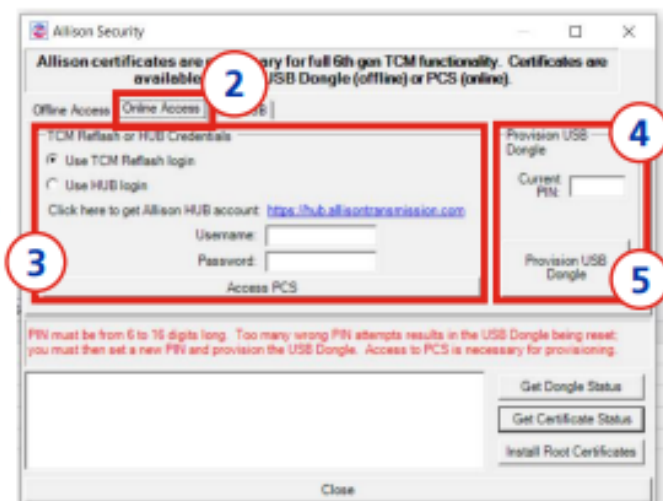 Allison Security
Allison certificates are ary for full 6th gen TCM functionality. Certificates are
available USB Dongle (offline) or PCS (online).
2
Offline Access Online Access
TCM Reflash or HUB Credentials
Use TCM Reflash login
Use HUB login
Click here to get Allison HUB account: https://hub.allisontransmission.com
Username:
Password:
Access PCS
3
Provision USB
Dongle
4
Current
PIN:
Provision USB
Dongle
5
PIN must be from 6 to 16 digits long. Too many wrong PIN attempts results in the USB Dongle being reset;
you must then set a new PIN and provision the USB Dongle. Access to PCS is necessary for provisioning.
Get Dongle Status
Get Certificate Status
Install Root Certificates
Close